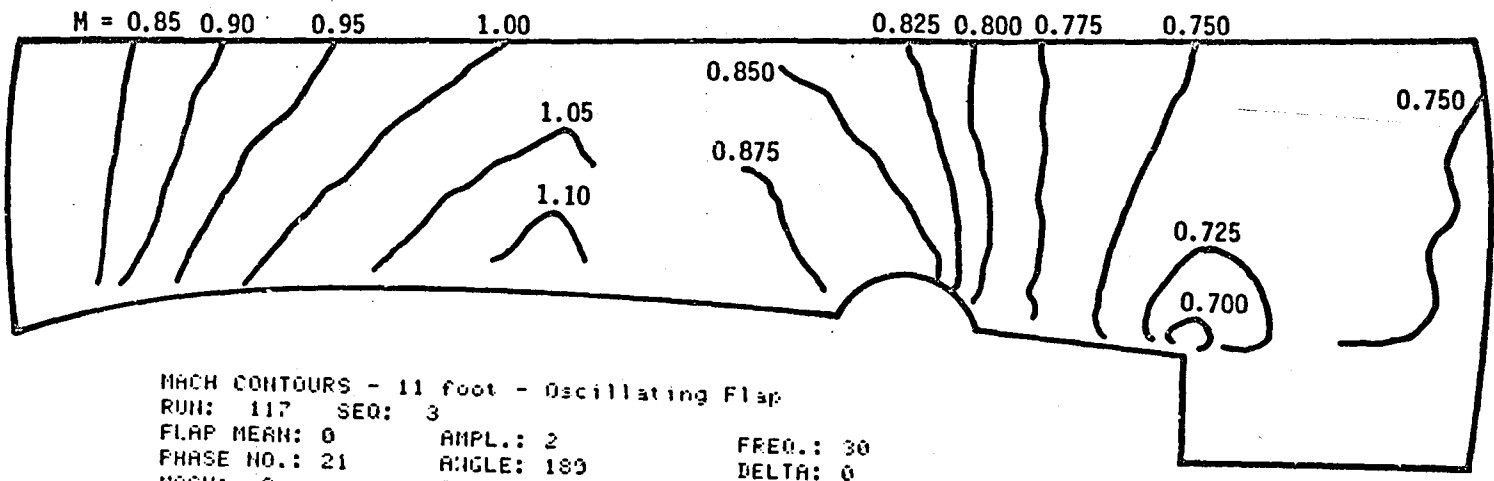 M = 0.85 0.90 0.95 1.00 0.825 0.800 0.775 0.750
0.850
0.750
1.05
0.875
1.10
0.725
0.700
MACH CONTOURS - 11 foot - Oscillating Flap
RUN: 117 SEQ: 3
FLAP MEAN: 0 AMPL.: 2 FREQ.: 30
PHASE NO.: 21 ANGLE: 189 DELTA: 0